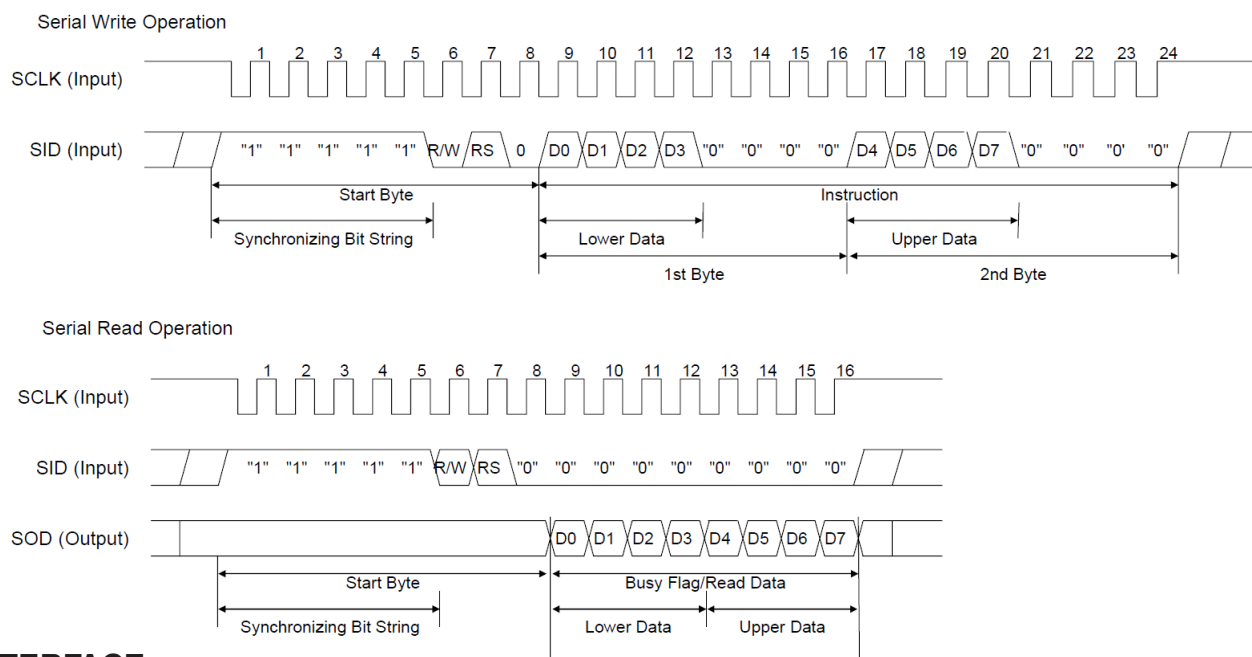 Serial Write Operation
1 2 3 4 5 6 7 8 9 10 11 12 13 14 15 16 17 18 19 20 21 22 23 24
SCLK (Input)
SID (Input) "1" "1" "1" "1" "1" R/W RS 0 D0 D1 D2 D3 "0" "0" "0" "0" D4 D5 D6 D7 "0" "0" "0' "0"
Start Byte Instruction
Synchronizing Bit String Lower Data Upper Data
1st Byte 2nd Byte
Serial Read Operation
1 2 3 4 5 6 7 8 9 10 11 12 13 14 15 16
SCLK (Input)
SID (Input) "1" "1" "1" "1" "1" R/W RS "0" "0" "0" "0" "0" "0" "0" "0" "0"
SOD (Output) D0 D1 D2 D3 D4 D5 D6 D7
Start Byte Busy Flag/Read Data
Synchronizing Bit String Lower Data Upper Data